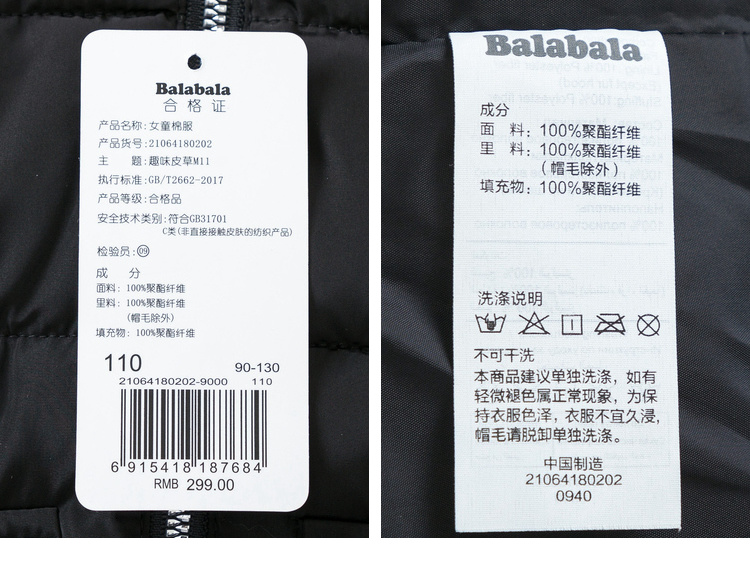 Balabala
合格证
产品名称:女童棉服
产品货号:21064180202
主 题:趣味皮草M11
执行标准:GB/T2662-2017
产品等级:合格品
安全技术类别:符合GB31701
C类(非直接接触皮肤的纺织产品)
检验员:09
成 分
面料: 100%聚酯纤维
里料: 100%聚酯纤维
(帽毛除外)
填充物: 100%聚酯纤维
110 90-130
21064180202-9000 110
6 915418 187684
RMB 299.00
Balabala
成分
面 料: 100%聚酯纤维
里 料: 100%聚酯纤维
(帽毛除外)
填充物: 100%聚酯纤维
洗涤说明
不可干洗
本商品建议单独洗涤,如有
轻微褪色属正常现象,为保
持衣服色泽,衣服不宜久浸,
帽毛请脱卸单独洗涤。
中国制造
21064180202
0940